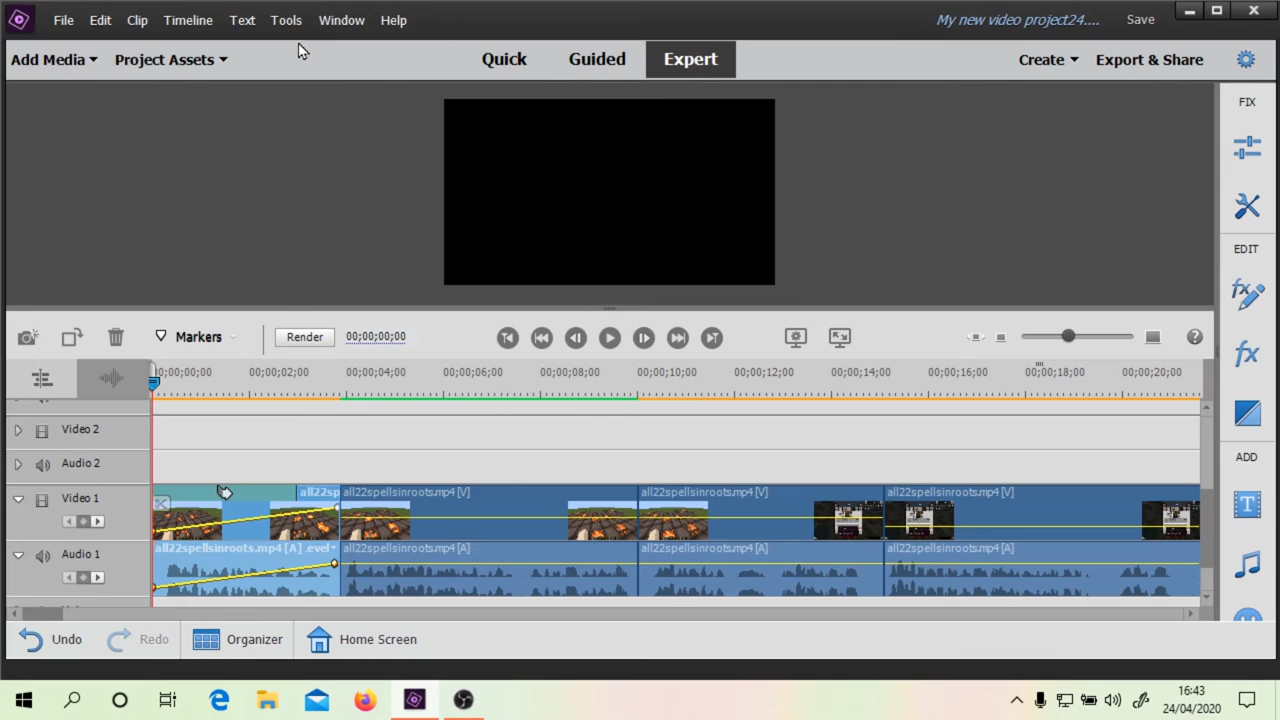 File Edit Clip Timeline Text Tools Window Help
My new video project24....
Save
Add Media
Project Assets
Quick
Guided
Expert
Create
Export & Share
FIX
EDIT
ADD
Markers
Render
00;00;00;00
00;00;02;00
00;00;04;00
00;00;06;00
00;00;08;00
00;00;10;00
00;00;12;00
00;00;14;00
00;00;16;00
00;00;18;00
00;00;20;00
Video 2
Audio 2
Video 1
all22sp
all22spellsinroots.mp4 [V]
all22spellsinroots.mp4 [V]
all22spellsinroots.mp4 [V]
Audio 1
all22spellsinroots.mp4 [A] .evel
all22spellsinroots.mp4 [A]
all22spellsinroots.mp4 [A]
all22spellsinroots.mp4 [A]
Undo
Redo
Organizer
Home Screen
16:43
24/04/2020